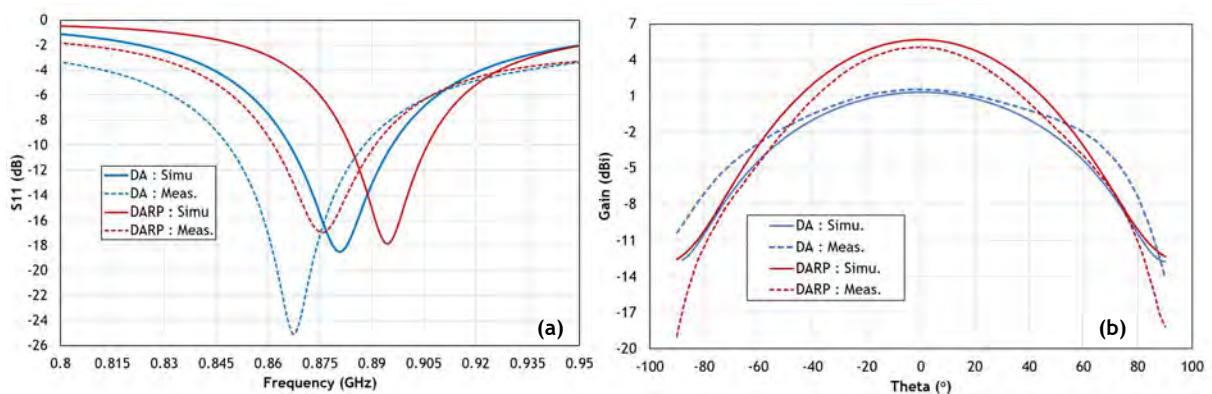 0
-2
-4
-6
-8
-10
-12
-14
-16
-18
-20
-22
-24
-26
S11 (dB)
DA : Simu
DA : Meas.
DARP : Simu
DARP : Meas.
(a)
0.8 0.815 0.83 0.845 0.86 0.875 0.89 0.905 0.92 0.935 0.95
Frequency (GHz)
7
4
1
-2
-5
-8
-11
-14
-17
-20
Gain (dBi)
DA : Simu.
DA : Meas.
DARP : Simu.
DARP : Meas.
(b)
-100 -80 -60 -40 -20 0 20 40 60 80 100
Theta (º)